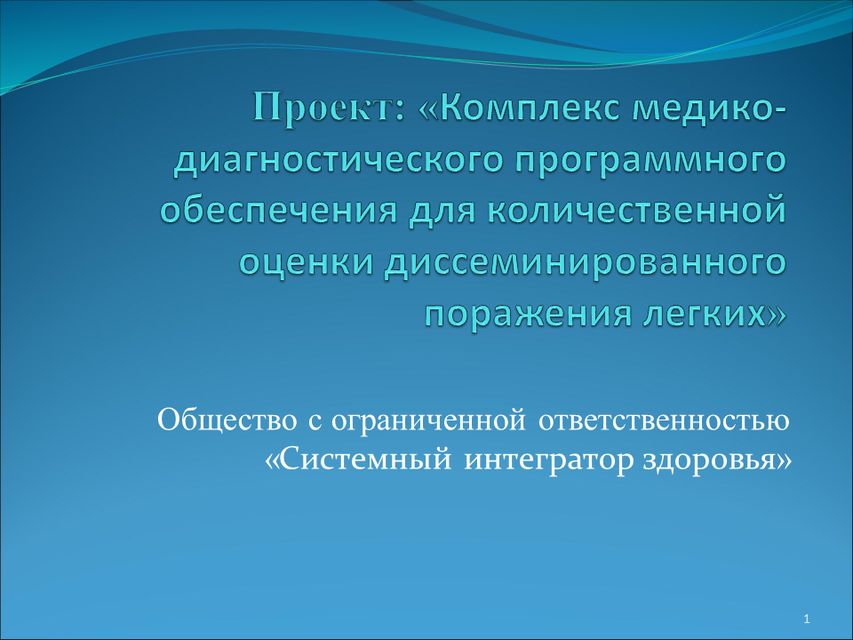 Проект: «Комплекс медико-
диагностического программного
обеспечения для количественной
оценки диссеминированного
поражения легких»
Общество с ограниченной ответственностью
«Системный интегратор здоровья»
1